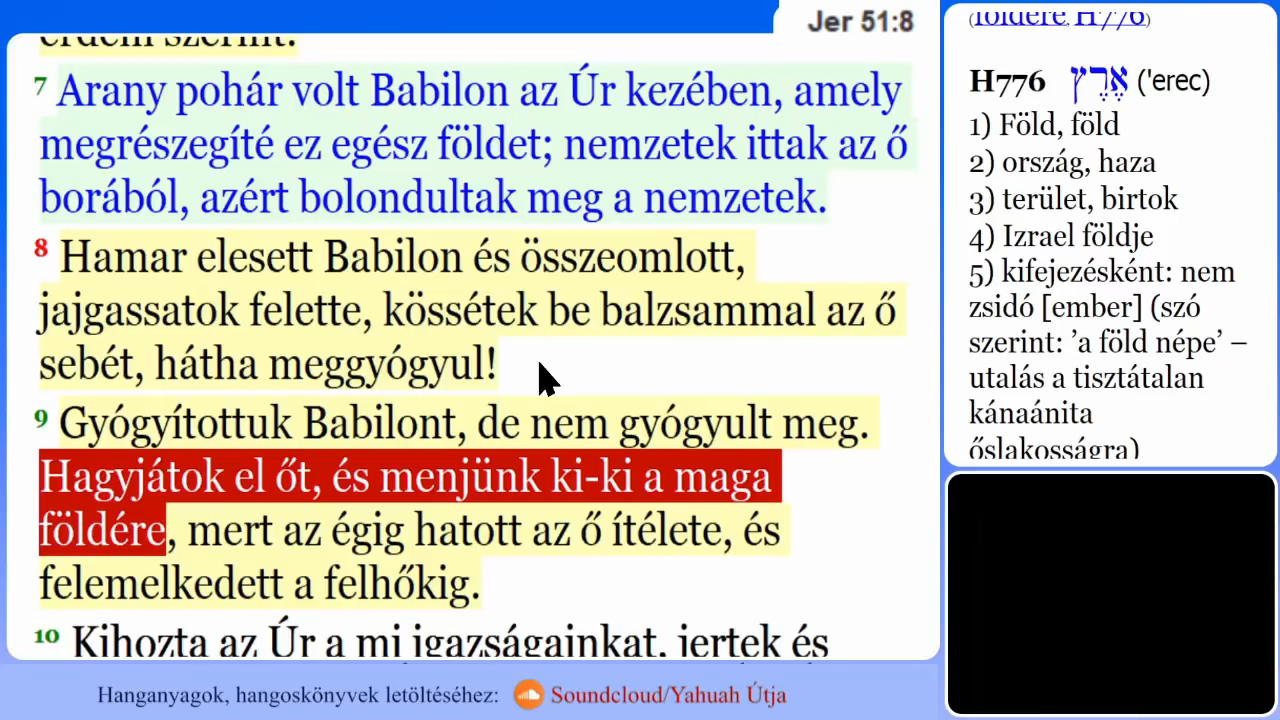 Jer 51:8
érdem szerint.
7 Arany pohár volt Babilon az Úr kezében, amely
megrészegíté ez egész földet; nemzetek ittak az ő
borából, azért bolondultak meg a nemzetek.
8 Hamar elesett Babilon és összeomlott,
jajgassatok felette, kössétek be balzsammal az ő
sebét, hátha meggyógyul!
9 Gyógyítottuk Babilont, de nem gyógyult meg.
Hagyjátok el őt, és menjünk ki-ki a maga
földére, mert az égig hatott az ő ítélete, és
felemelkedett a felhőkig.
10 Kihozta az Úr a mi igazságainkat, jertek és
(földére, H776)
H776 אֶרֶץ ('erec)
1) Föld, föld
2) ország, haza
3) terület, birtok
4) Izrael földje
5) kifejezésként: nem
zsidó [ember] (szó
szerint: ’a föld népe’ –
utalás a tisztátalan
kánaánita
őslakosságra)
Hanganyagok, hangoskönyvek letöltéséhez: Soundcloud/Yahuah Útja